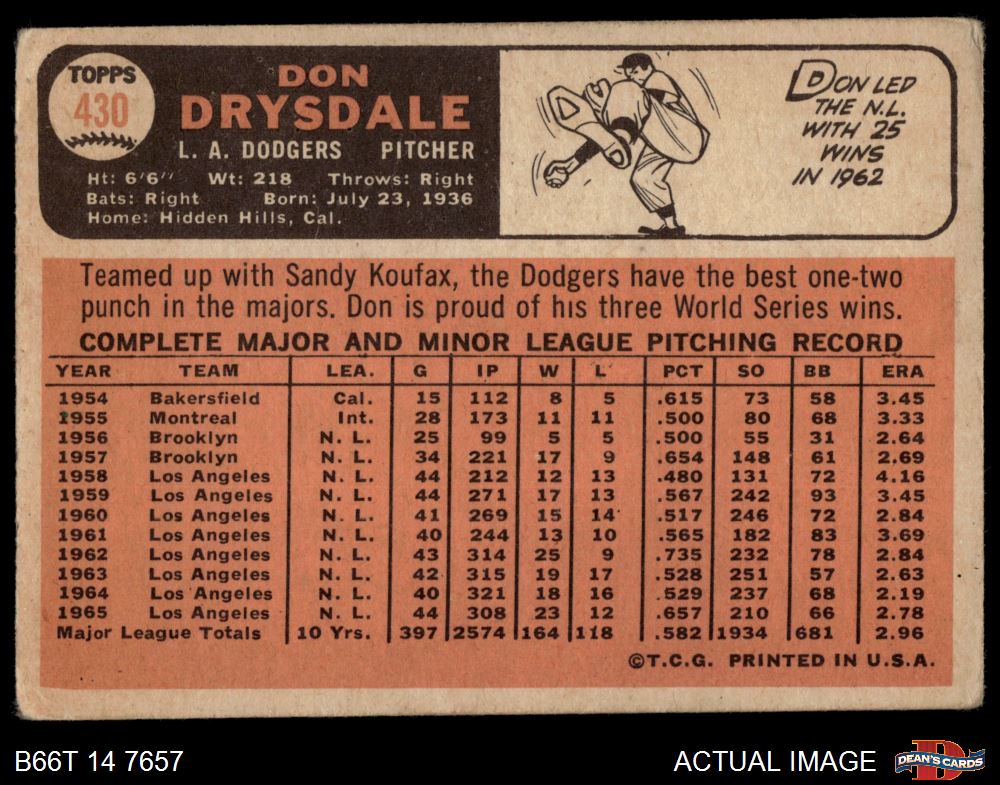 TOPPS
430
DON
DRYSDALE
L. A. DODGERS PITCHER
Ht: 6'6" Wt: 218 Throws: Right
Bats: Right Born: July 23, 1936
Home: Hidden Hills, Cal.
DON LED
THE N.L.
WITH 25
WINS
IN 1962
Teamed up with Sandy Koufax, the Dodgers have the best one-two
punch in the majors. Don is proud of his three World Series wins.
COMPLETE MAJOR AND MINOR LEAGUE PITCHING RECORD
YEAR TEAM LEA. G IP W L PCT SO BB ERA
1954 Bakersfield Cal. 15 112 8 5 .615 73 58 3.45
1955 Montreal Int. 28 173 11 11 .500 80 68 3.33
1956 Brooklyn N. L. 25 99 5 5 .500 55 31 2.64
1957 Brooklyn N. L. 34 221 17 9 .654 148 61 2.69
1958 Los Angeles N. L. 44 212 12 13 .480 131 72 4.16
1959 Los Angeles N. L. 44 271 17 13 .567 242 93 3.45
1960 Los Angeles N. L. 41 269 15 14 .517 246 72 2.84
1961 Los Angeles N. L. 40 244 13 10 .565 182 83 3.69
1962 Los Angeles N. L. 43 314 25 9 .735 232 78 2.84
1963 Los Angeles N. L. 42 315 19 17 .528 251 57 2.63
1964 Los Angeles N. L. 40 321 18 16 .529 237 68 2.19
1965 Los Angeles N. L. 44 308 23 12 .657 210 66 2.78
Major League Totals 10 Yrs. 397 2574 164 118 .582 1934 681 2.96
©T.C.G. PRINTED IN U.S.A.
B66T 14 7657
ACTUAL IMAGE
DEAN'S CARDS